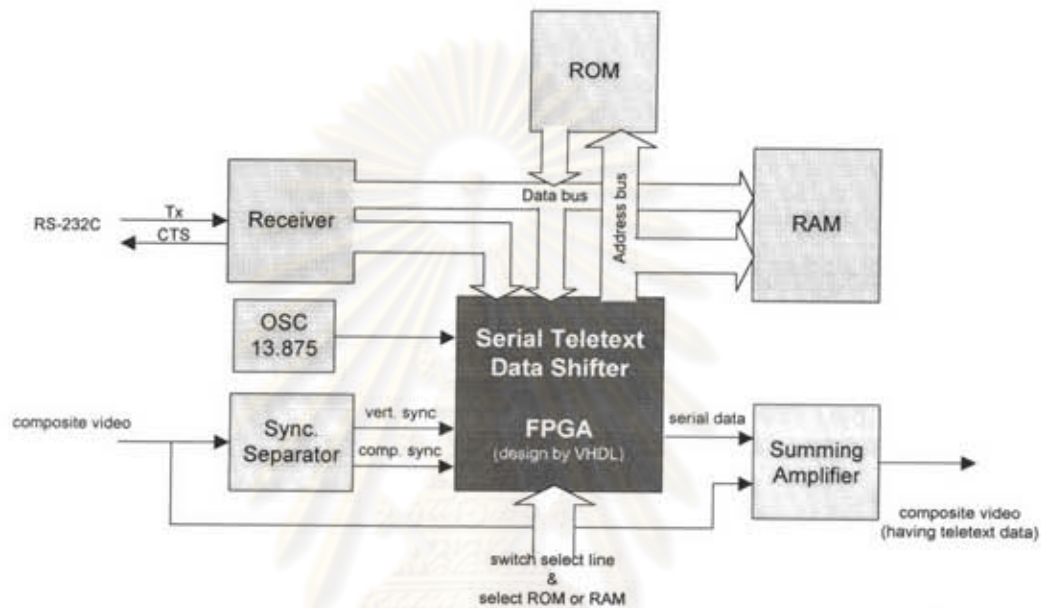 ROM
Data bus
Address bus
RAM
RS-232C
Tx
CTS
Receiver
OSC
13.875
Serial Teletext
Data Shifter
FPGA
(design by VHDL)
composite video
Sync.
Separator
vert. sync
comp. sync
serial data
Summing
Amplifier
composite video
(having teletext data)
switch select line
&
select ROM or RAM